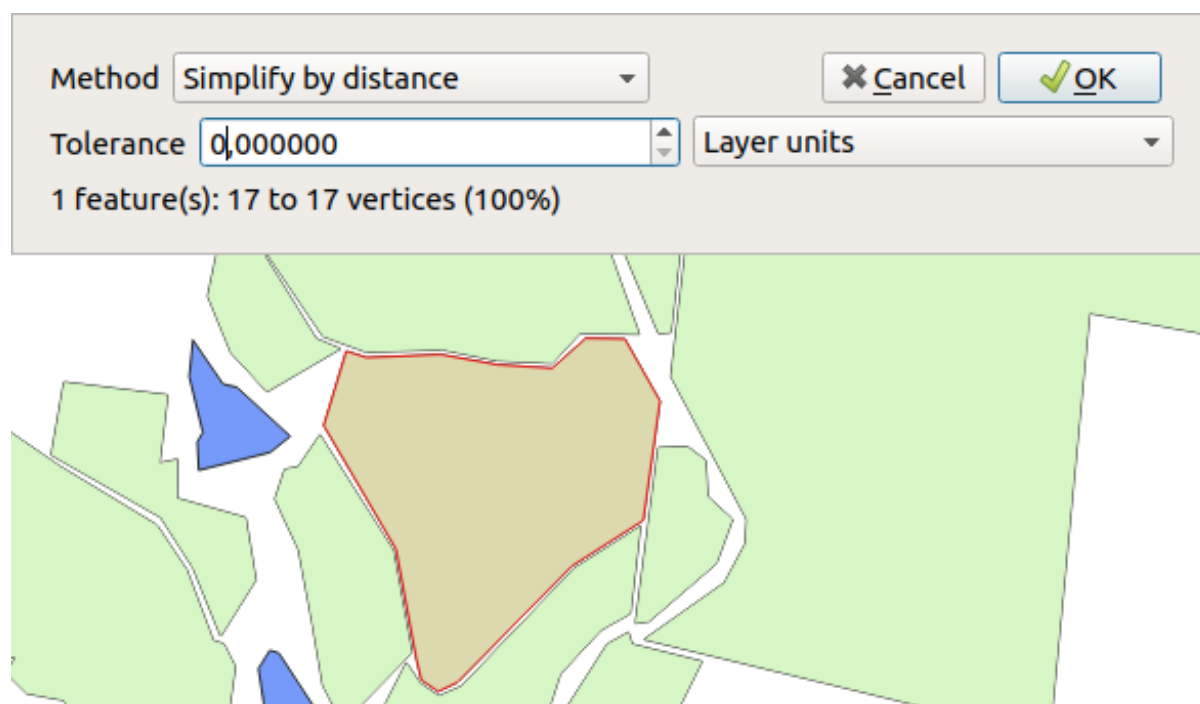 Method Simplify by distance Cancel OK
Tolerance 0,000000 Layer units
1 feature(s): 17 to 17 vertices (100%)